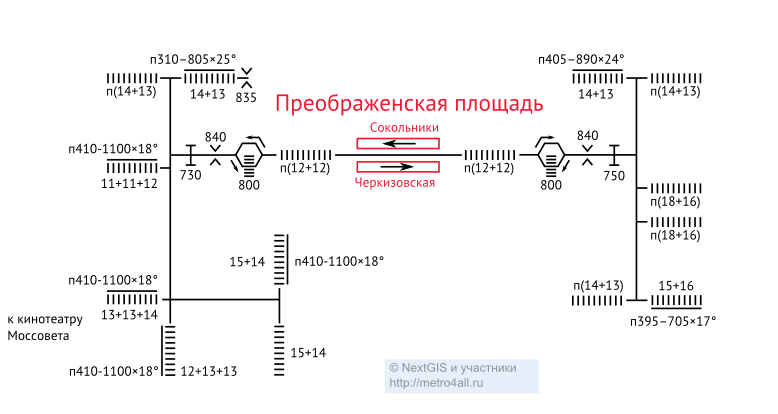 п310–805×25°
п(14+13)
14+13
835
п405–890×24°
14+13
п(14+13)
Преображенская площадь
Сокольники
Черкизовская
п410-1100×18°
11+11+12
730
840
800
п(12+12)
п(12+12)
800
840
750
п(18+16)
п(18+16)
15+14
п410-1100×18°
п410-1100×18°
13+13+14
к кинотеатру
Моссовета
п410-1100×18°
12+13+13
15+14
п(14+13)
15+16
п395–705×17°
© NextGIS и участники
http://metro4all.ru